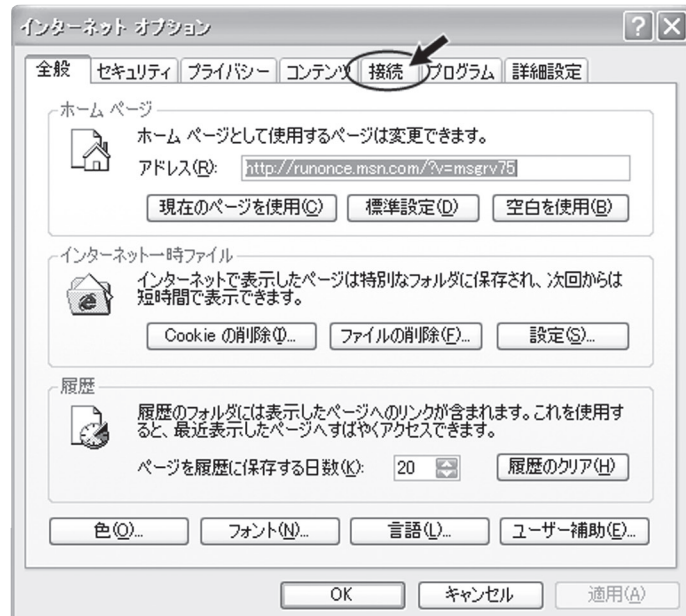 インターネット オプション
全般 セキュリティ プライバシー コンテンツ 接続 プログラム 詳細設定
ホーム ページ
ホーム ページとして使用するページは変更できます。
アドレス(R): http://runonce.msn.com/?v=msgrv75
現在のページを使用(C) 標準設定(D) 空白を使用(B)
インターネット一時ファイル
インターネットで表示したページは特別なフォルダに保存され、次回からは
短時間で表示できます。
Cookie の削除(I)... ファイルの削除(F)... 設定(S)...
履歴
履歴のフォルダには表示したページへのリンクが含まれます。これを使用す
ると、最近表示したページへすばやくアクセスできます。
ページを履歴に保存する日数(K): 20 履歴のクリア(H)
色(O)... フォント(N)... 言語(L)... ユーザー補助(E)...
OK キャンセル 適用(A)